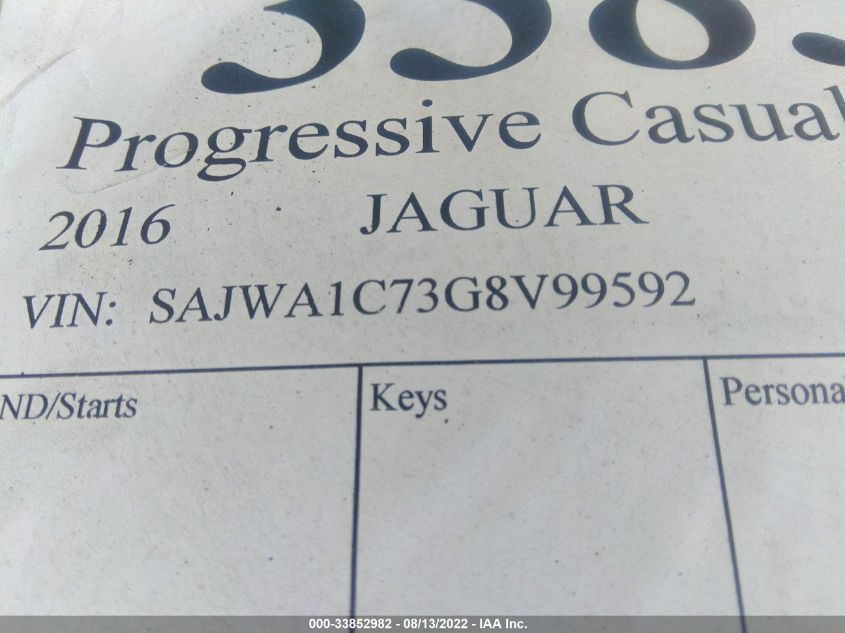 Progressive Casual
2016 JAGUAR
VIN: SAJWA1C73G8V99592
ND/Starts Keys Persona
000-33852982 - 08/13/2022 - IAA Inc.